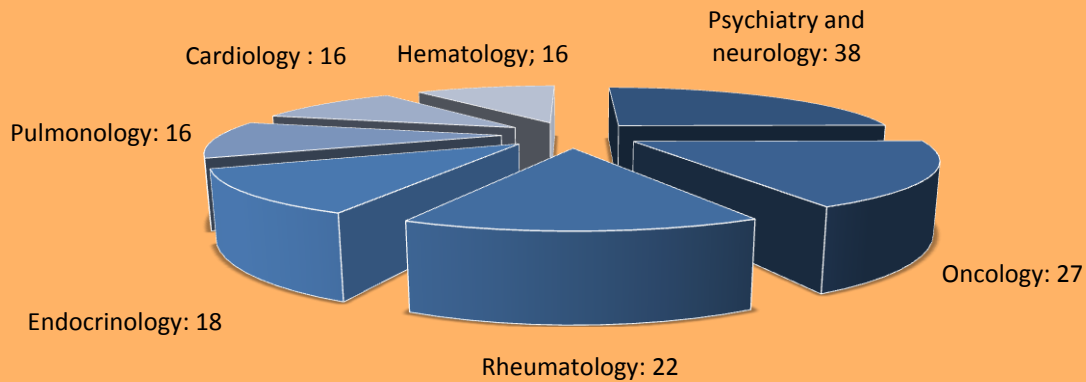 Psychiatry and
neurology: 38
Cardiology : 16
Hematology; 16
Pulmonology: 16
Oncology: 27
Endocrinology: 18
Rheumatology: 22